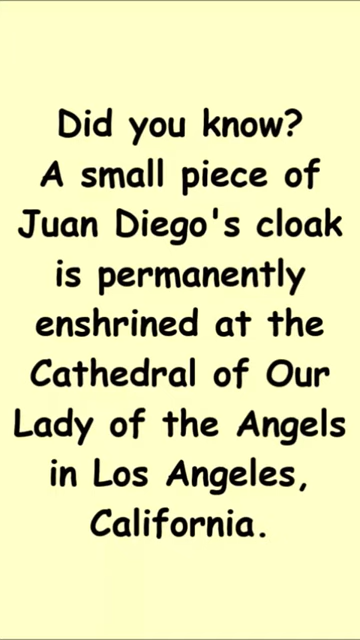 Did you know?
A small piece of
Juan Diego's cloak
is permanently
enshrined at the
Cathedral of Our
Lady of the Angels
in Los Angeles,
California.